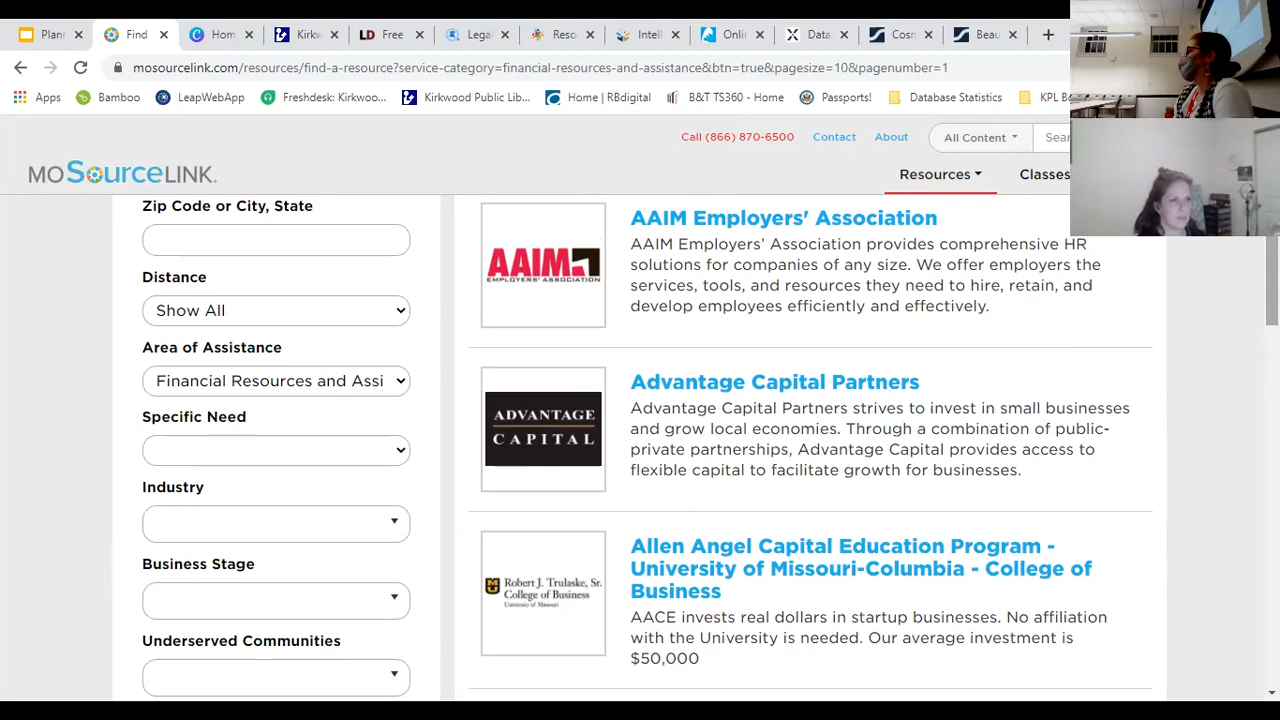 Plan
Find
Hom
Kirkw
Free
Legal
Reso
Intell
Onlin
Data
Cosm
Beau
mosourcelink.com/resources/find-a-resource?service-category=financial-resources-and-assistance&btn=true&pagesize=10&pagenumber=1
Apps
Bamboo
LeapWebApp
Freshdesk: Kirkwoo...
Kirkwood Public Lib...
Home | RBdigital
B&T TS360 - Home
Passports!
Database Statistics
KPL B
Call (866) 870-6500
Contact
About
All Content
Sear
MOSourceLINK.
Resources
Classes
Zip Code or City, State
Distance
Show All
Area of Assistance
Financial Resources and Assi
Specific Need
Industry
Business Stage
Underserved Communities
AAIM
EMPLOYERS' ASSOCIATION
AAIM Employers' Association
AAIM Employers’ Association provides comprehensive HR
solutions for companies of any size. We offer employers the
services, tools, and resources they need to hire, retain, and
develop employees efficiently and effectively.
ADVANTAGE
CAPITAL
Advantage Capital Partners
Advantage Capital Partners strives to invest in small businesses
and grow local economies. Through a combination of public-
private partnerships, Advantage Capital provides access to
flexible capital to facilitate growth for businesses.
Robert J. Trulaske, Sr.
College of Business
University of Missouri
Allen Angel Capital Education Program -
University of Missouri-Columbia - College of
Business
AACE invests real dollars in startup businesses. No affiliation
with the University is needed. Our average investment is
$50,000